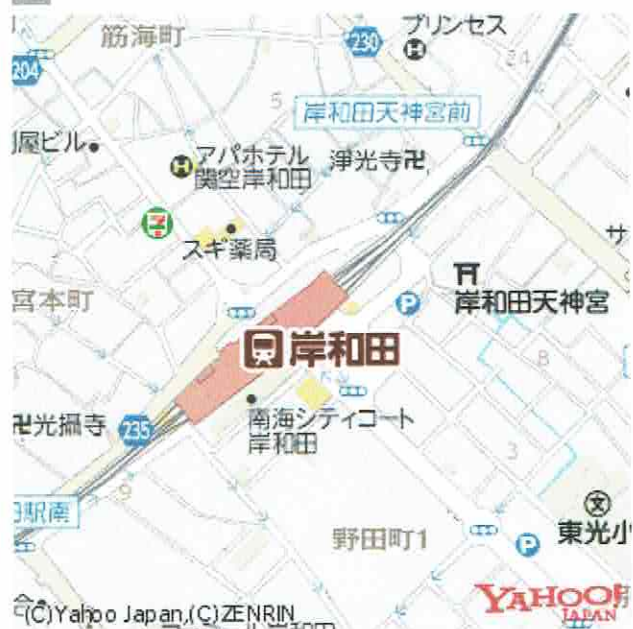 プリンセス
筋海町
230
204
24
5
岸和田天神宮前
屋ビル
アパホテル
関空岸和田
淨光寺
スギ薬局
サ
宮本町
岸和田天神宮
P
岸和田
8
光攝寺
235
南海シティコート
岸和田
3
9
駅南
野田町1
文
東光小
P
YAHOO!
JAPAN
(C)Yahoo Japan,(C)ZENRIN